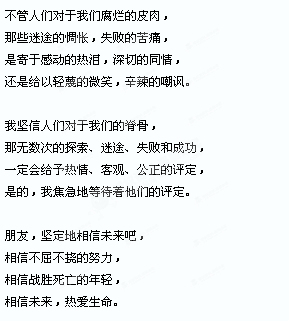 不管人们对于我们腐烂的皮肉，
那些迷途的惆怅，失败的苦痛，
是寄于感动的热泪，深切的同情，
还是给以轻蔑的微笑，辛辣的嘲讽。
我坚信人们对于我们的脊骨，
那无数次的探索、迷途、失败和成功，
一定会给予热情、客观、公正的评定，
是的，我焦急地等待着他们的评定。
朋友，坚定地相信未来吧，
相信不屈不挠的努力，
相信战胜死亡的年轻，
相信未来，热爱生命。